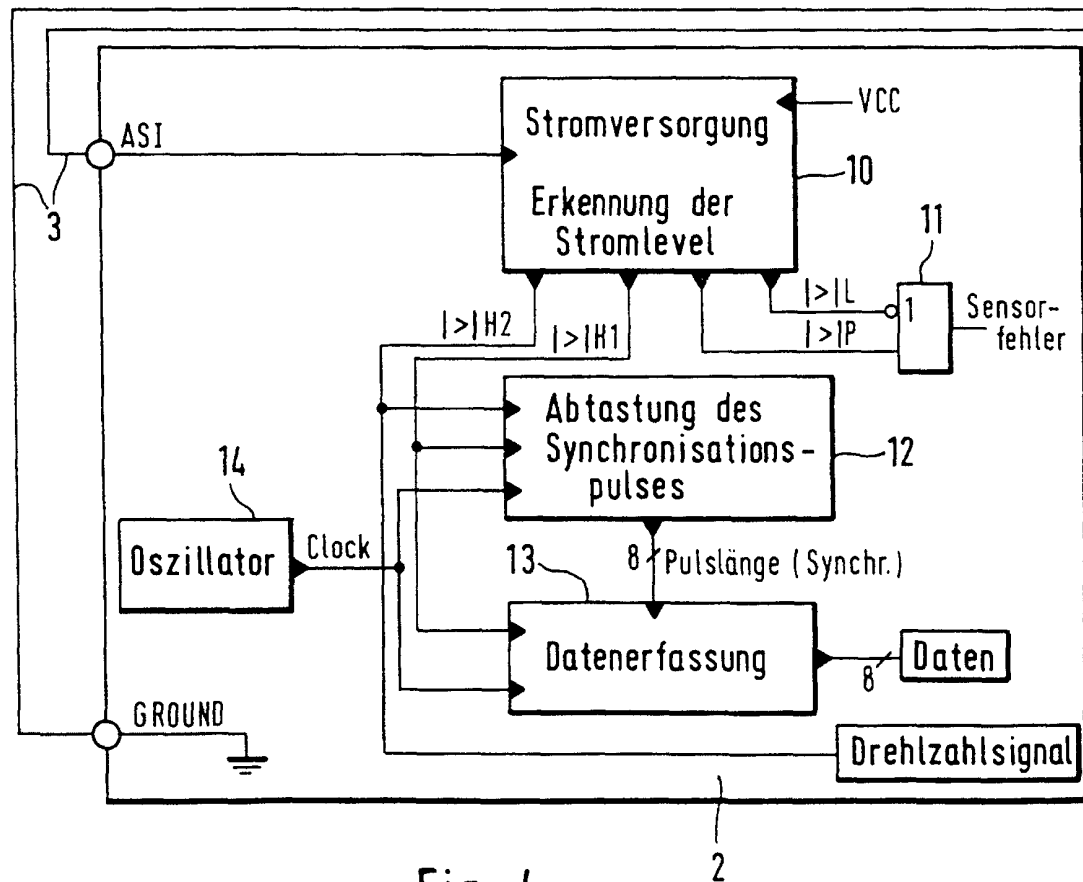 ASI
Stromversorgung
VCC
10
Erkennung der
Stromlevel
3
11
|>|L
1
Sensor-
fehler
|>|P
|>|H2
|>|H1
Abtastung des
Synchronisations-
pulses
12
14
Oszillator
Clock
8
Pulslänge (Synchr.)
13
Datenerfassung
8
Daten
GROUND
Drehlzahlsignal
2